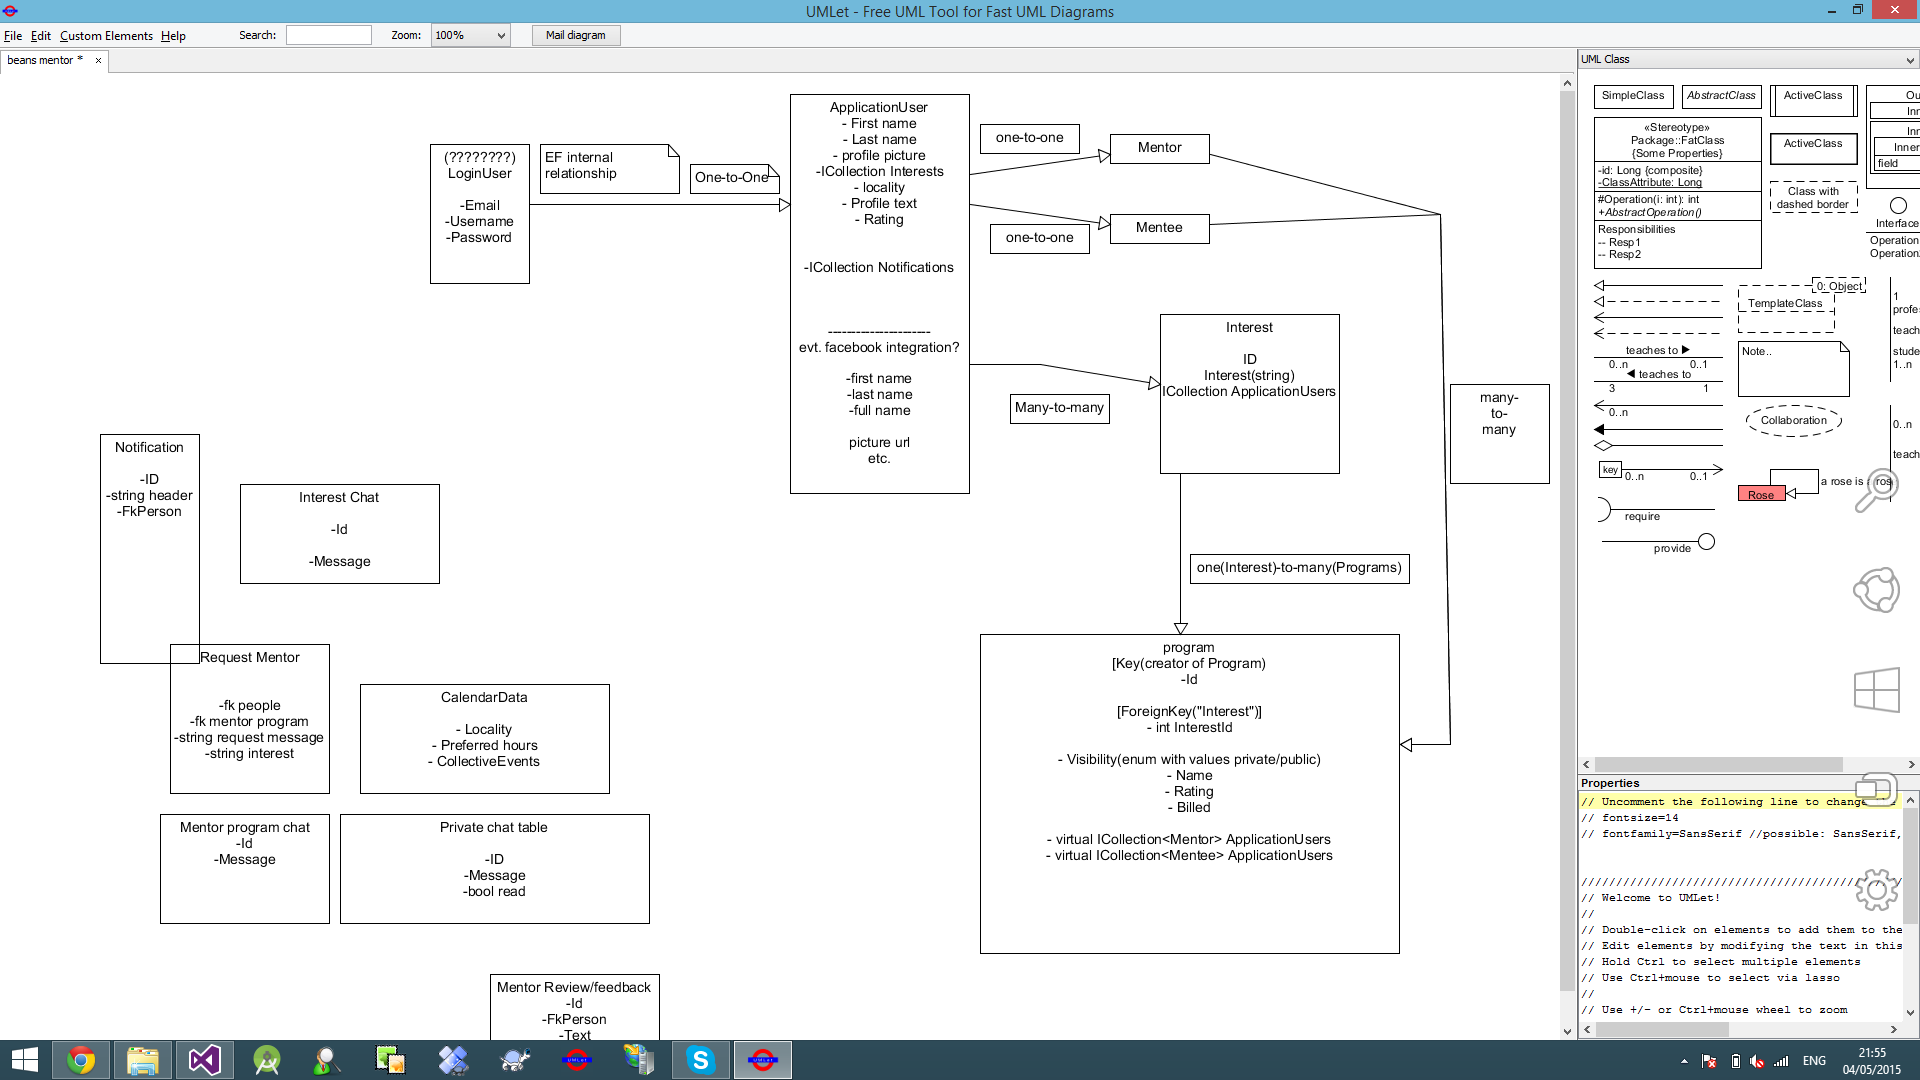 UMLet - Free UML Tool for Fast UML Diagrams
File Edit Custom Elements Help Search: Zoom: 100% Mail diagram
beans mentor *
UML Class
ApplicationUser
- First name
- Last name
- profile picture
-ICollection Interests
- locality
- Profile text
- Rating
-ICollection Notifications
----------------------
evt. facebook integration?
-first name
-last name
-full name
picture url
etc.
(????????)
LoginUser
-Email
-Username
-Password
EF internal
relationship
One-to-One
one-to-one
Mentor
Mentee
one-to-one
Interest
ID
Interest(string)
ICollection ApplicationUsers
Many-to-many
many-
to-
many
one(Interest)-to-many(Programs)
program
[Key(creator of Program)
-Id
[ForeignKey("Interest")]
- int InterestId
- Visibility(enum with values private/public)
- Name
- Rating
- Billed
- virtual ICollection<Mentor> ApplicationUsers
- virtual ICollection<Mentee> ApplicationUsers
Notification
-ID
-string header
-FkPerson
Interest Chat
-Id
-Message
Request Mentor
-fk people
-fk mentor program
-string request message
-string interest
CalendarData
- Locality
- Preferred hours
- CollectiveEvents
Mentor program chat
-Id
-Message
Private chat table
-ID
-Message
-bool read
Mentor Review/feedback
-Id
-FkPerson
-Text
SimpleClass
AbstractClass
ActiveClass
Ou
Inr
Inn
Inner
field
«Stereotype»
Package::FatClass
{Some Properties}
-id: Long {composite}
-ClassAttribute: Long
#Operation(i: int): int
+AbstractOperation()
Responsibilities
-- Resp1
-- Resp2
ActiveClass
Class with
dashed border
Interface
Operation
Operation
0: Object
TemplateClass
1
profe
teach
stude
1..n
teaches to
0..n 0..1
teaches to
3 1
0..n
Note..
Collaboration
0..n
teach
key
0..n 0..1
Rose
a rose is a rose
require
provide
Properties
// Uncomment the following line to change the
// fontsize=14
// fontfamily=SansSerif //possible: SansSerif,
//////////////////////////////////////////////
// Welcome to UMLet!
//
// Double-click on elements to add them to the
// Edit elements by modifying the text in this
// Hold Ctrl to select multiple elements
// Use Ctrl+mouse to select via lasso
//
// Use +/- or Ctrl+mouse wheel to zoom
ENG
21:55
04/05/2015